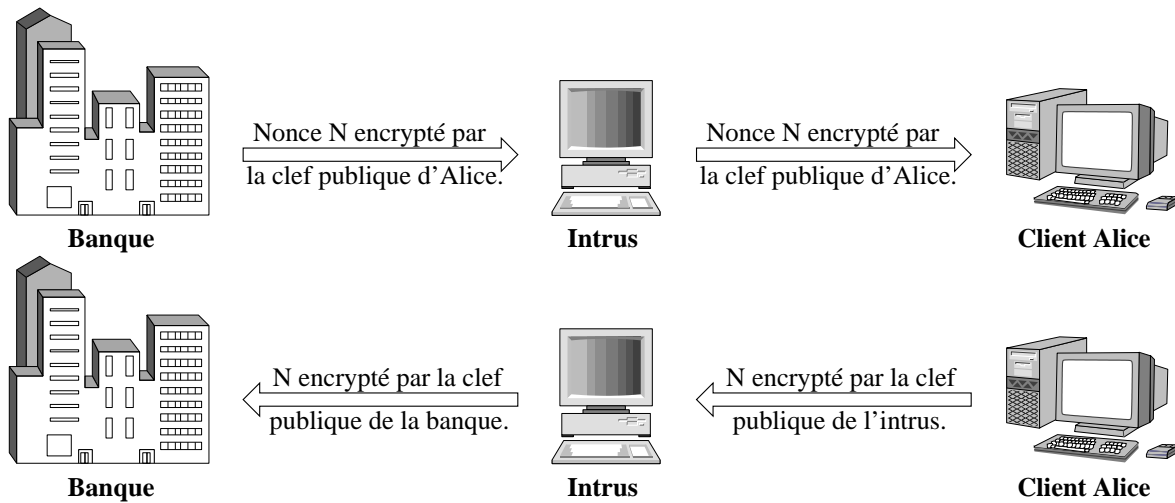 Nonce N encrypté par
la clef publique d’Alice.
Nonce N encrypté par
la clef publique d’Alice.
Banque
Intrus
Client Alice
N encrypté par la clef
publique de la banque.
N encrypté par la clef
publique de l’intrus.
Banque
Intrus
Client Alice